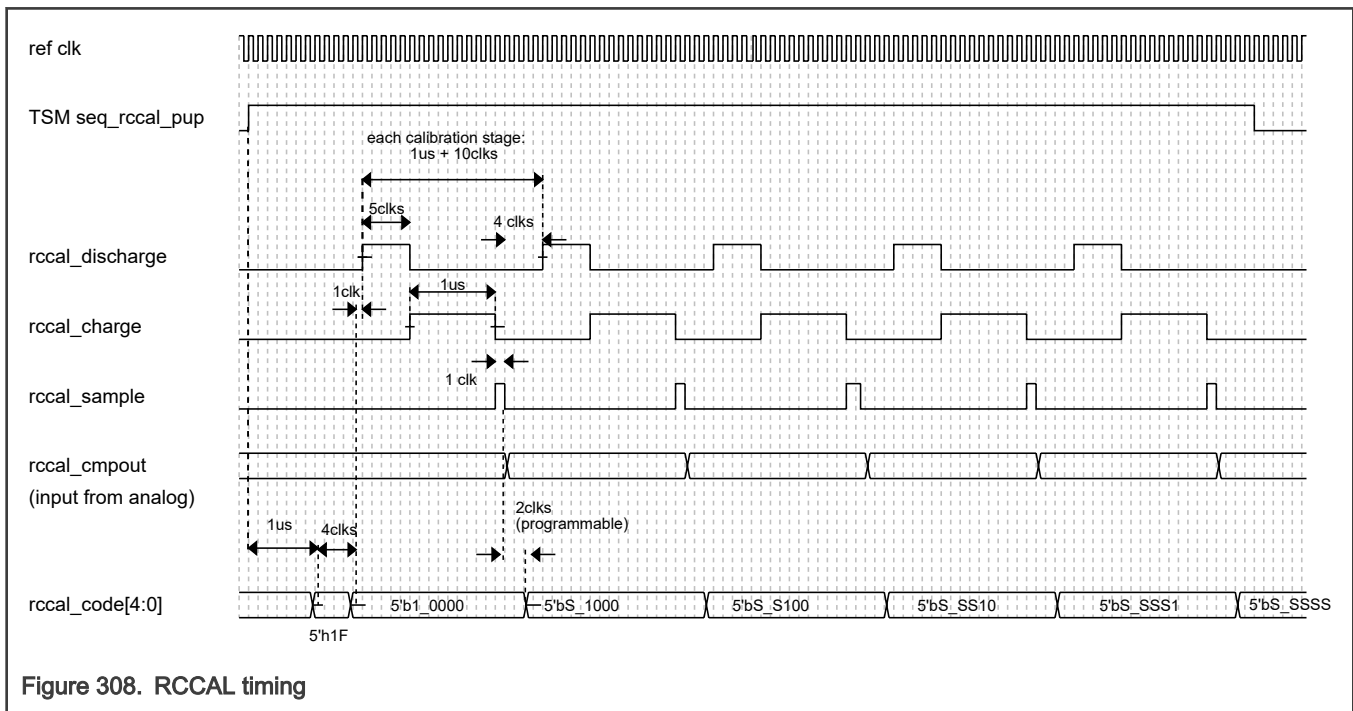 ref clk
TSM seq_rccal_pup
each calibration stage:
1us + 10clks
5clks
4 clks
rccal_discharge
1clk
1us
rccal_charge
1 clk
rccal_sample
rccal_cmpout
(input from analog)
2clks
(programmable)
1us
4clks
rccal_code[4:0]
5'b1_0000
5'bS_1000
5'bS_S100
5'bS_SS10
5'bS_SSS1
5'bS_SSSS
5'h1F
Figure 308. RCCAL timing